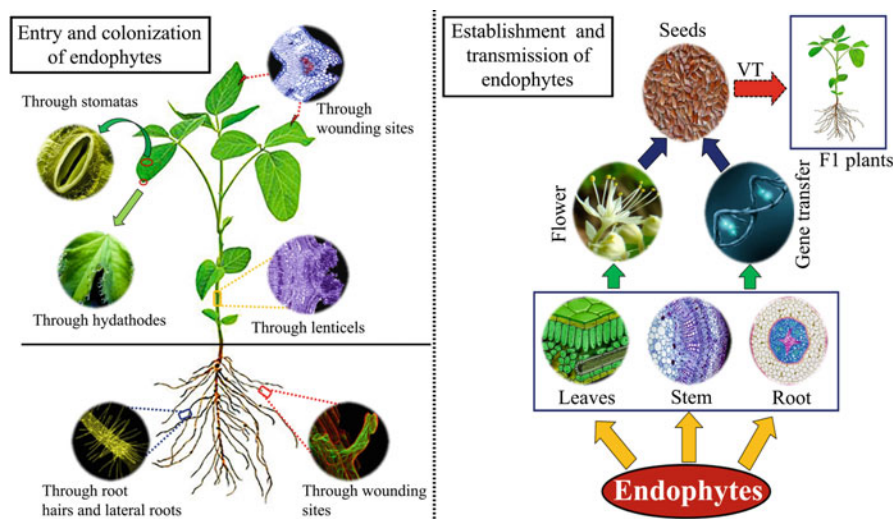 Entry and colonization
of endophytes
Through stomatas
Through
wounding sites
Through hydathodes
Through lenticels
Through root
hairs and lateral roots
Through wounding
sites
Establishment and
transmission of
endophytes
Seeds
VT
F1 plants
Flower
Gene transfer
Leaves
Stem
Root
Endophytes